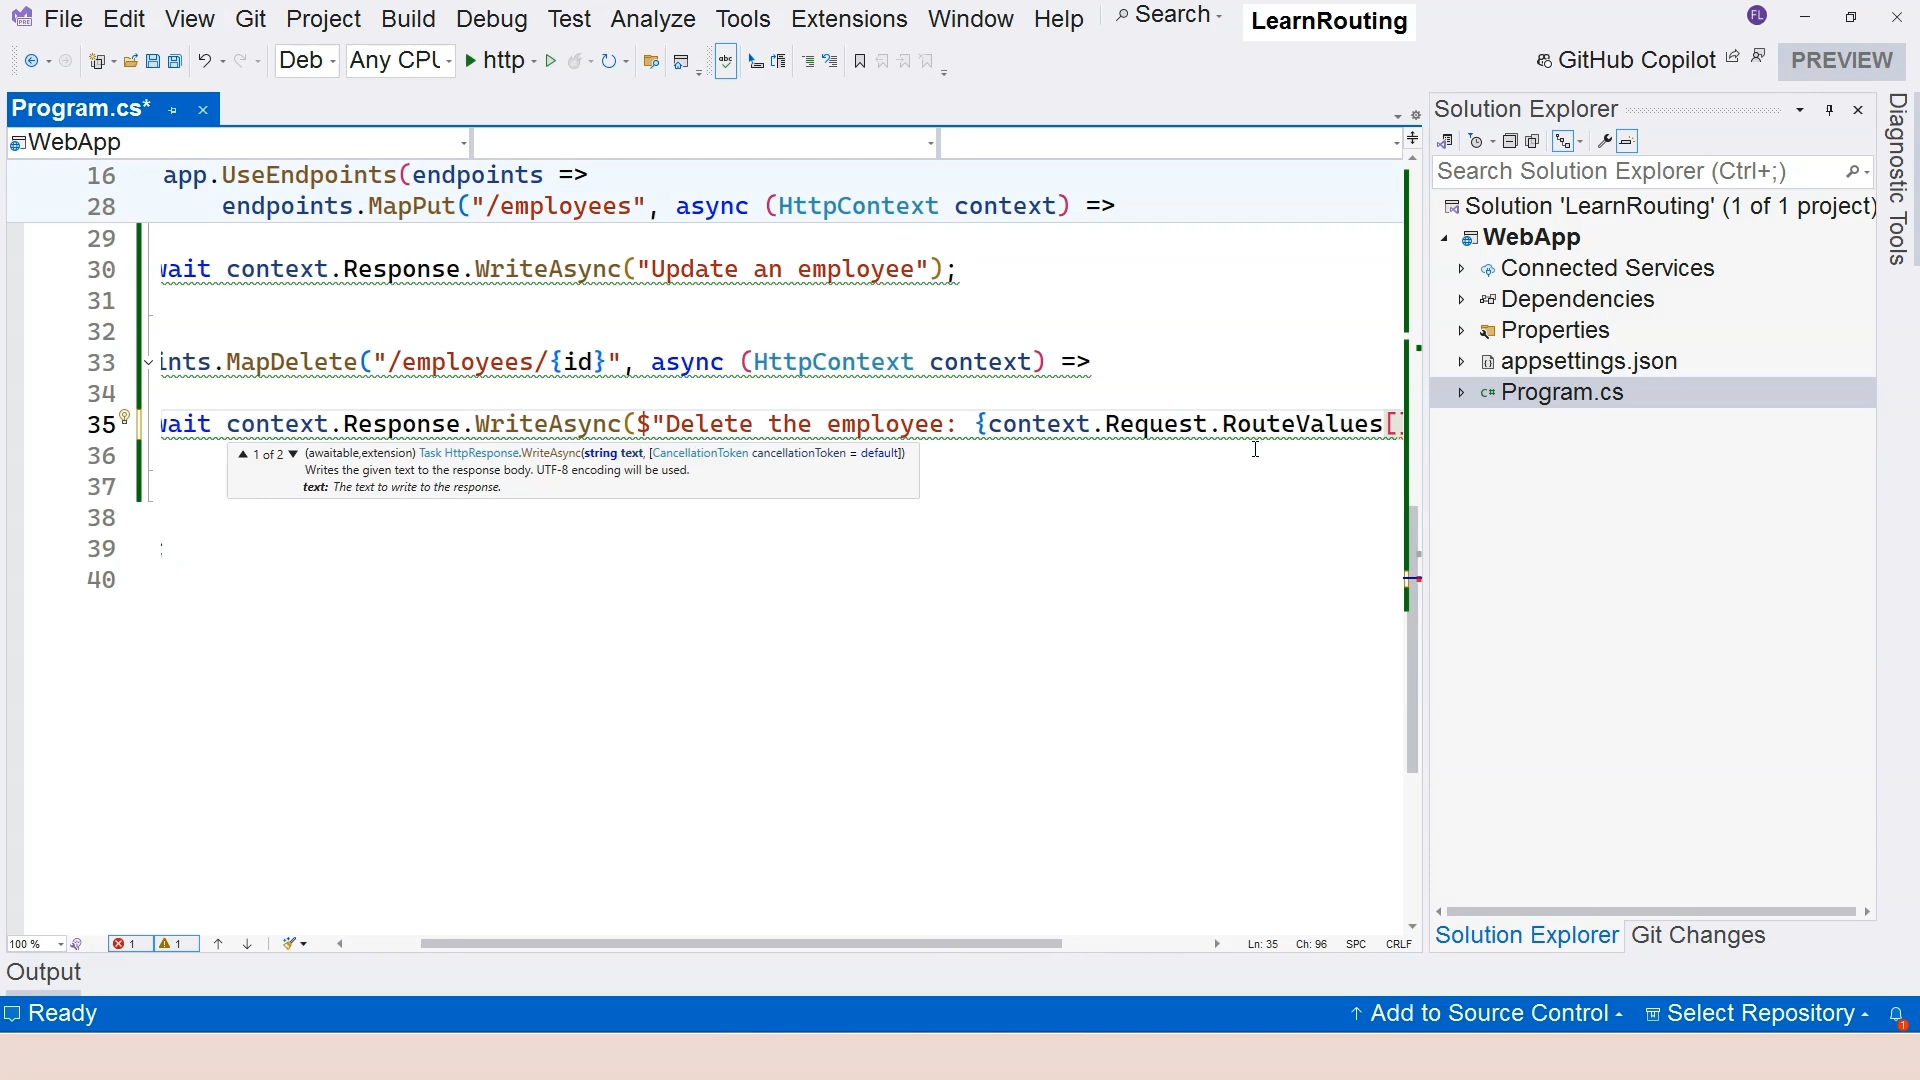 File Edit View Git Project Build Debug Test Analyze Tools Extensions Window Help Search LearnRouting FL
Deb Any CPU http GitHub Copilot PREVIEW
Program.cs*
WebApp
16 app.UseEndpoints(endpoints =>
28 endpoints.MapPut("/employees", async (HttpContext context) =>
29
30 wait context.Response.WriteAsync("Update an employee");
31
32
33 ints.MapDelete("/employees/{id}", async (HttpContext context) =>
34
35 wait context.Response.WriteAsync($"Delete the employee: {context.Request.RouteValues[]
36
37
38
39 ;
40
▲ 1 of 2 ▼ (awaitable,extension) Task HttpResponse.WriteAsync(string text, [CancellationToken cancellationToken = default])
Writes the given text to the response body. UTF-8 encoding will be used.
text: The text to write to the response.
100 % 1 1 Ln: 35 Ch: 96 SPC CRLF
Solution Explorer
Search Solution Explorer (Ctrl+;)
Solution 'LearnRouting' (1 of 1 project)
WebApp
Connected Services
Dependencies
Properties
appsettings.json
C# Program.cs
Solution Explorer Git Changes
Diagnostic Tools
Output
Ready Add to Source Control Select Repository 1